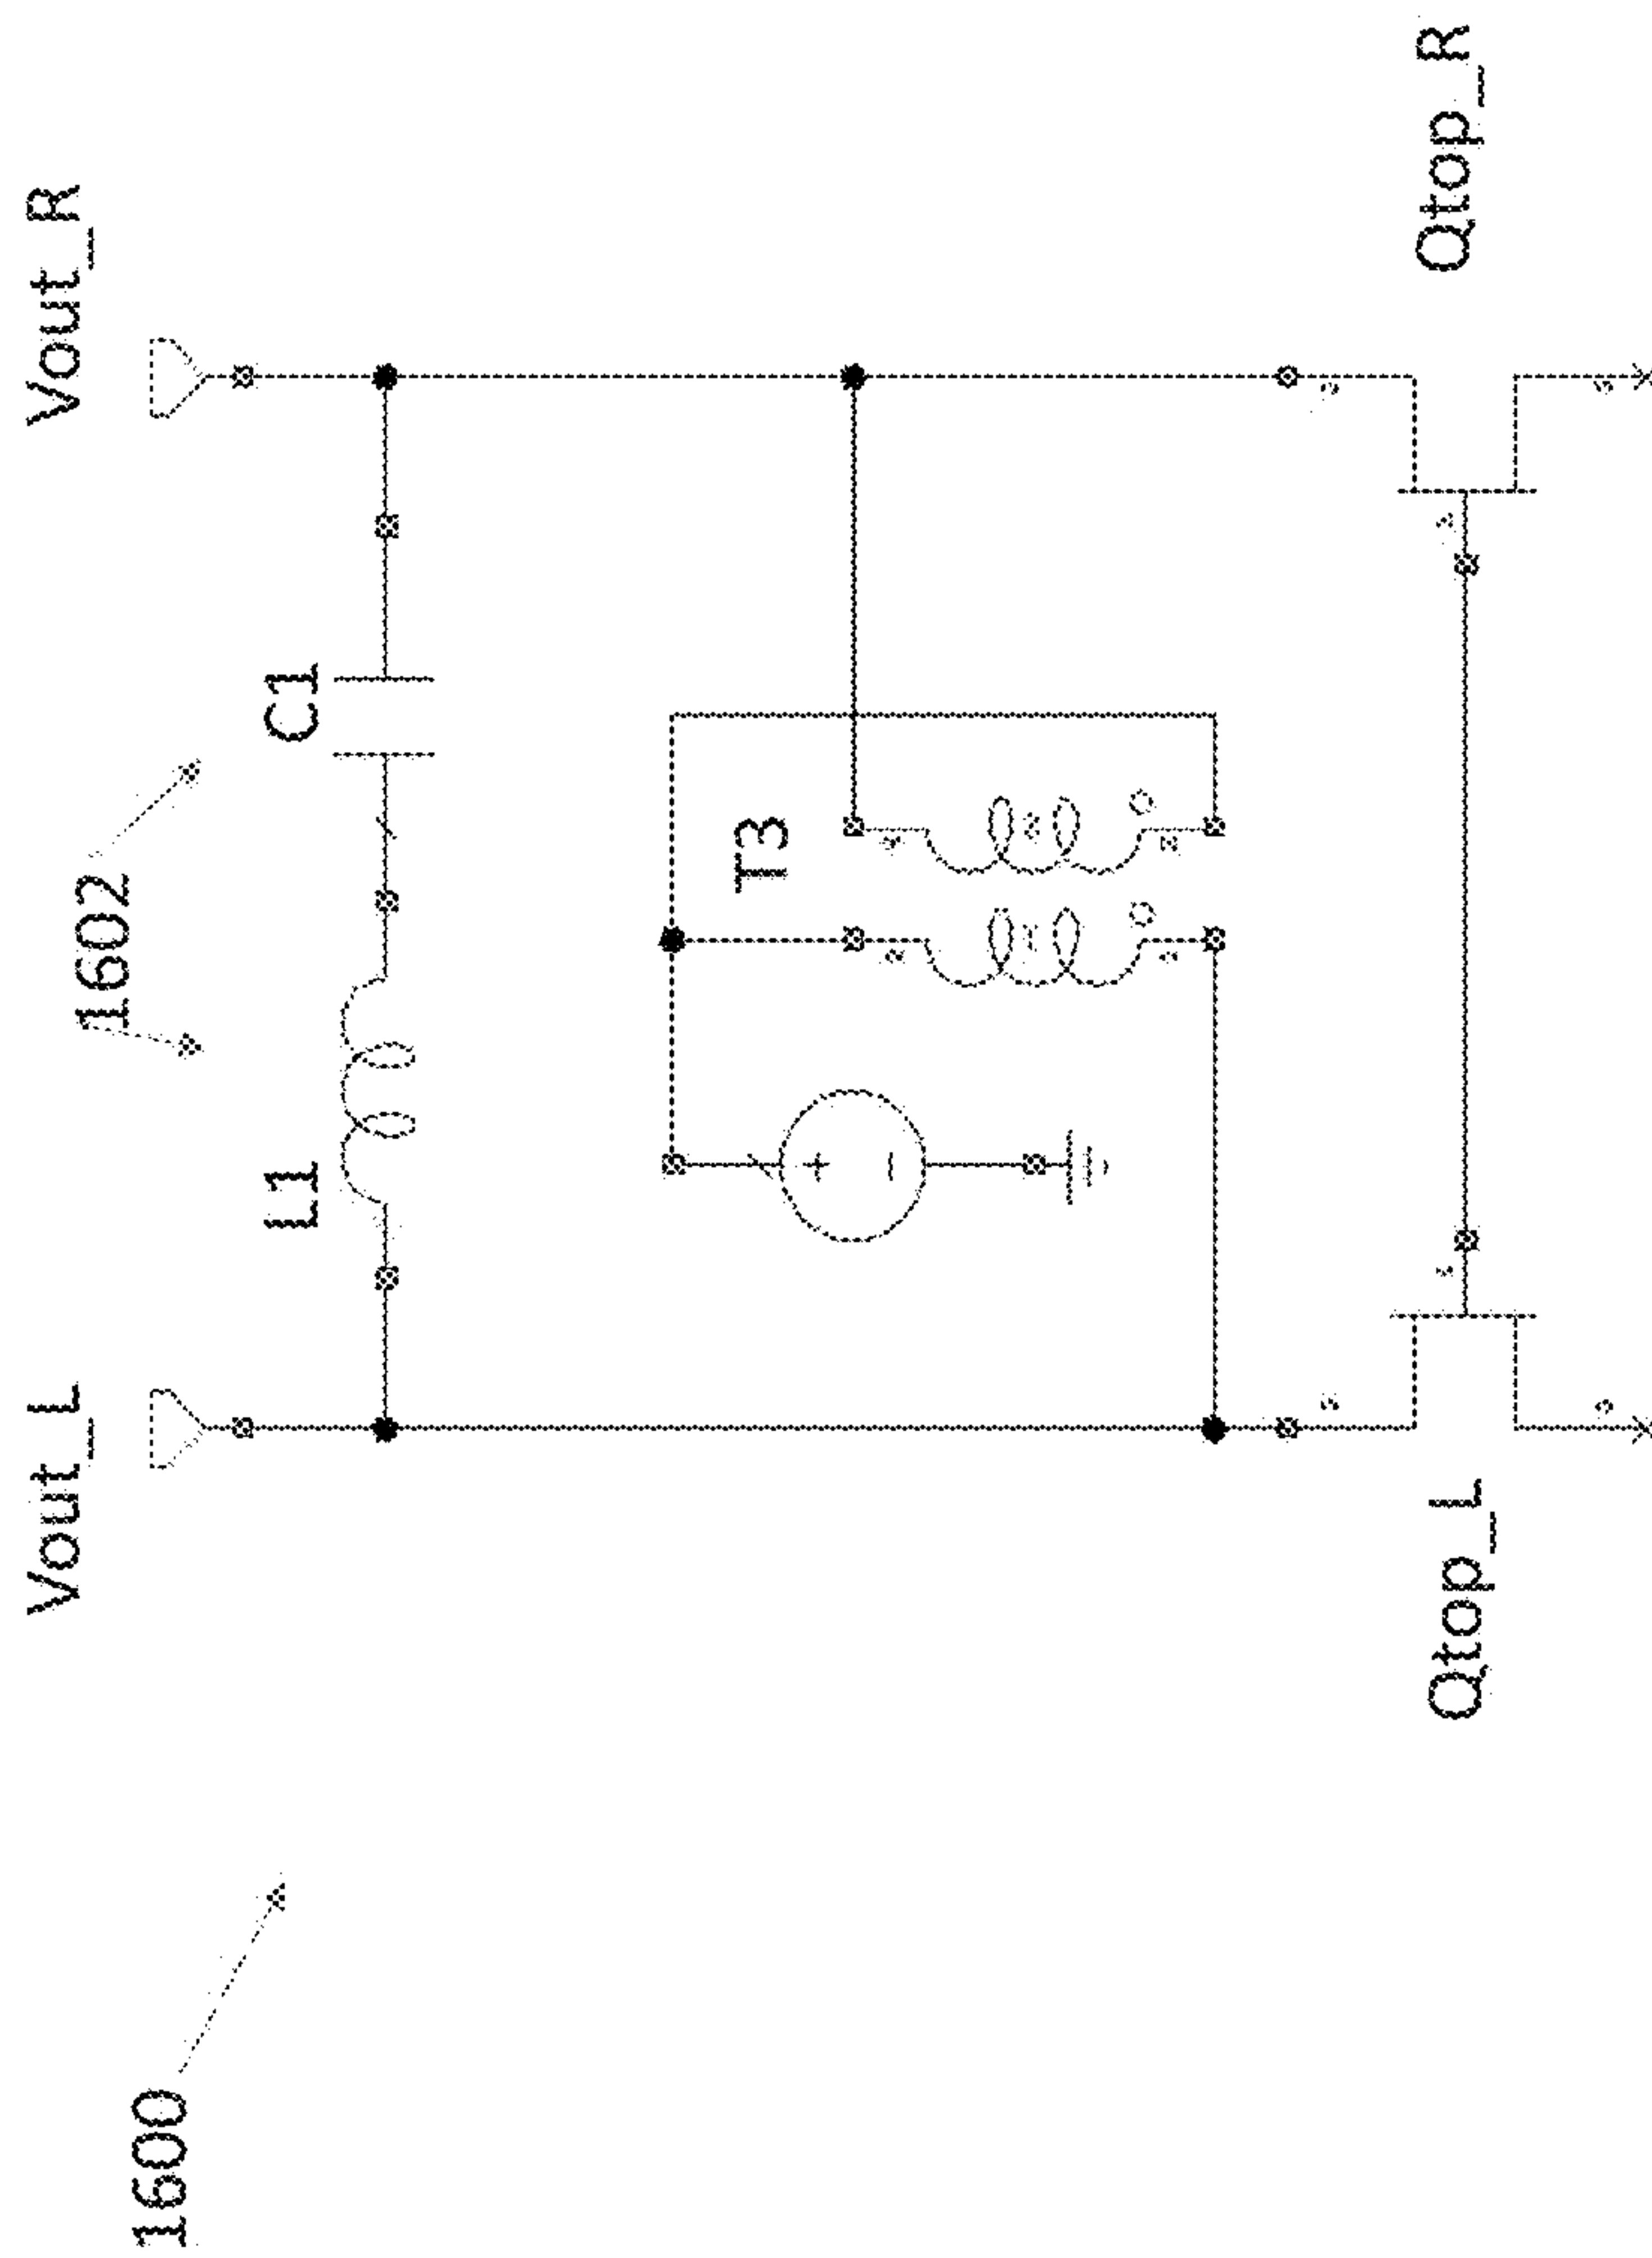 1600
1602
Vout_L
Vout_R
L1
C1
T3
+
−
Qtop_L
Qtop_R